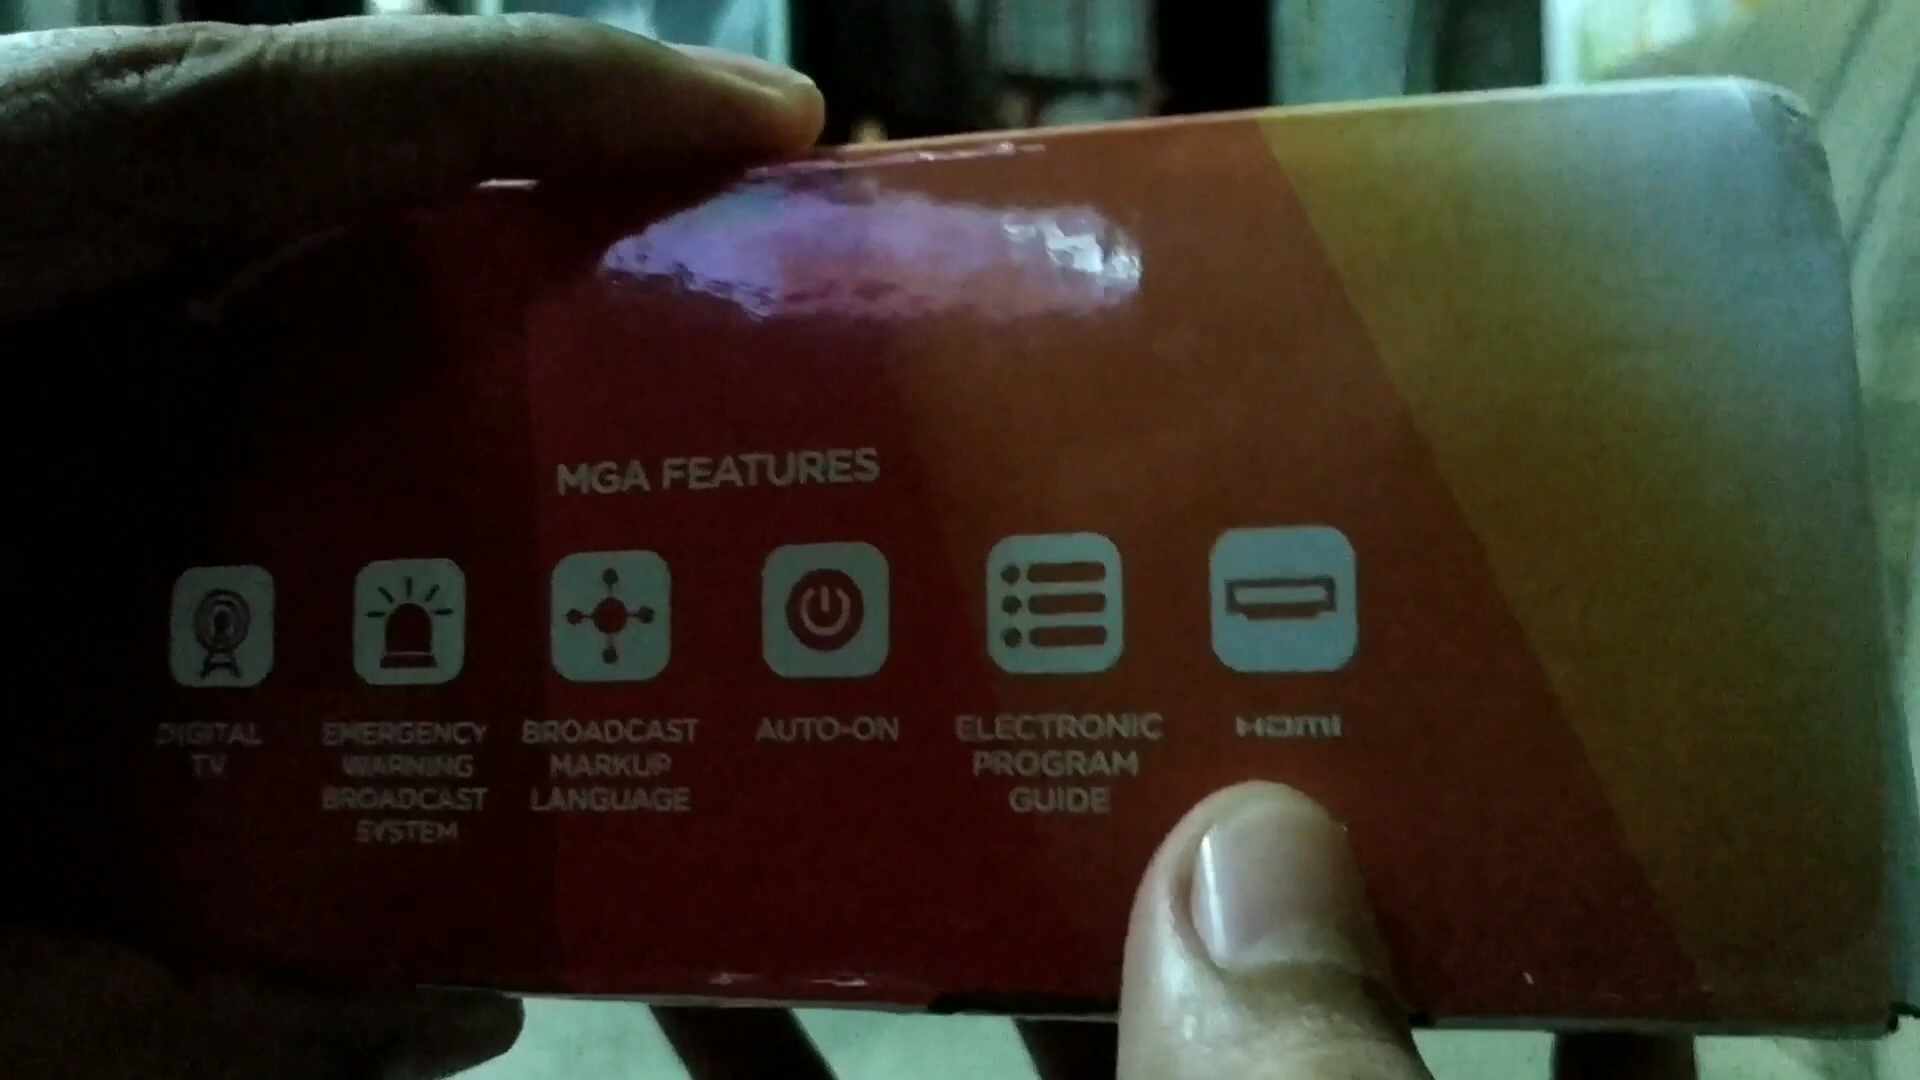 MGA FEATURES
DIGITAL
TV
EMERGENCY
WARNING
BROADCAST
SYSTEM
BROADCAST
MARKUP
LANGUAGE
AUTO-ON
ELECTRONIC
PROGRAM
GUIDE
HDMI